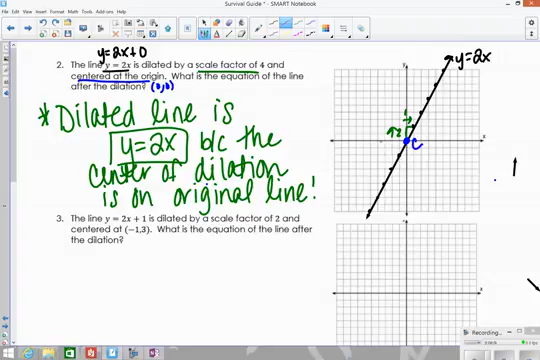 Survival Guide * - SMART Notebook
File Edit View Insert Format Tools Add-ons Help
y=2x+0
2. The line y = 2x is dilated by a scale factor of 4 and
centered at the origin. What is the equation of the line
after the dilation? (0,0)
* Dilated line is
y=2x b/c the
center of dilation
is on original line!
y=2x
C
3. The line y = 2x + 1 is dilated by a scale factor of 2 and
centered at (−1,3). What is the equation of the line after
the dilation?
Recording...